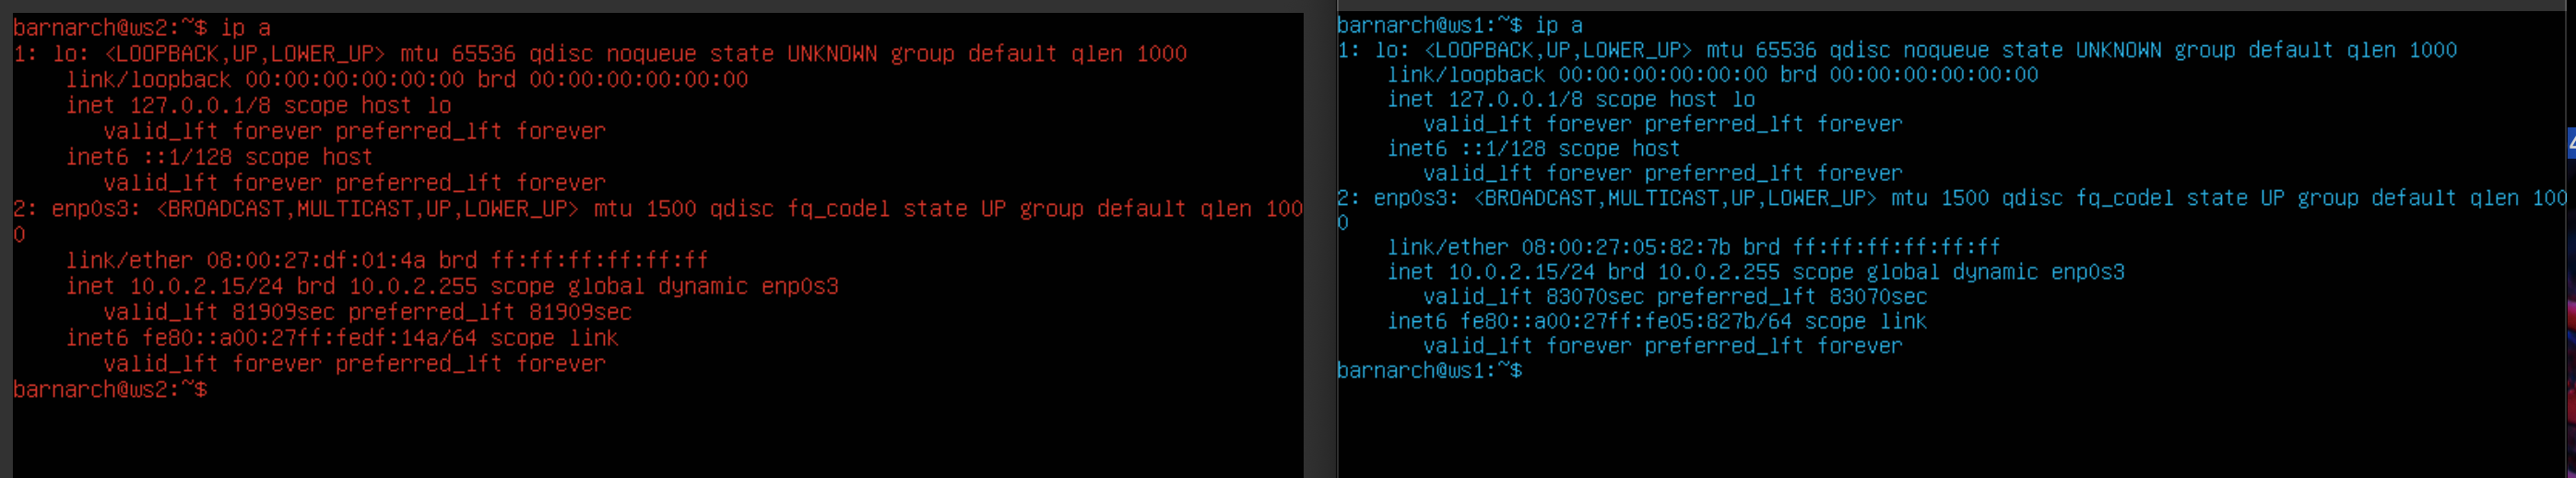 barnarch@ws2:~$ ip a
1: lo: <LOOPBACK,UP,LOWER_UP> mtu 65536 qdisc noqueue state UNKNOWN group default qlen 1000
    link/loopback 00:00:00:00:00:00 brd 00:00:00:00:00:00
    inet 127.0.0.1/8 scope host lo
       valid_lft forever preferred_lft forever
    inet6 ::1/128 scope host
       valid_lft forever preferred_lft forever
2: enp0s3: <BROADCAST,MULTICAST,UP,LOWER_UP> mtu 1500 qdisc fq_codel state UP group default qlen 100
0
    link/ether 08:00:27:df:01:4a brd ff:ff:ff:ff:ff:ff
    inet 10.0.2.15/24 brd 10.0.2.255 scope global dynamic enp0s3
       valid_lft 81909sec preferred_lft 81909sec
    inet6 fe80::a00:27ff:fedf:14a/64 scope link
       valid_lft forever preferred_lft forever
barnarch@ws2:~$
barnarch@ws1:~$ ip a
1: lo: <LOOPBACK,UP,LOWER_UP> mtu 65536 qdisc noqueue state UNKNOWN group default qlen 1000
    link/loopback 00:00:00:00:00:00 brd 00:00:00:00:00:00
    inet 127.0.0.1/8 scope host lo
       valid_lft forever preferred_lft forever
    inet6 ::1/128 scope host
       valid_lft forever preferred_lft forever
2: enp0s3: <BROADCAST,MULTICAST,UP,LOWER_UP> mtu 1500 qdisc fq_codel state UP group default qlen 100
0
    link/ether 08:00:27:05:82:7b brd ff:ff:ff:ff:ff:ff
    inet 10.0.2.15/24 brd 10.0.2.255 scope global dynamic enp0s3
       valid_lft 83070sec preferred_lft 83070sec
    inet6 fe80::a00:27ff:fe05:827b/64 scope link
       valid_lft forever preferred_lft forever
barnarch@ws1:~$